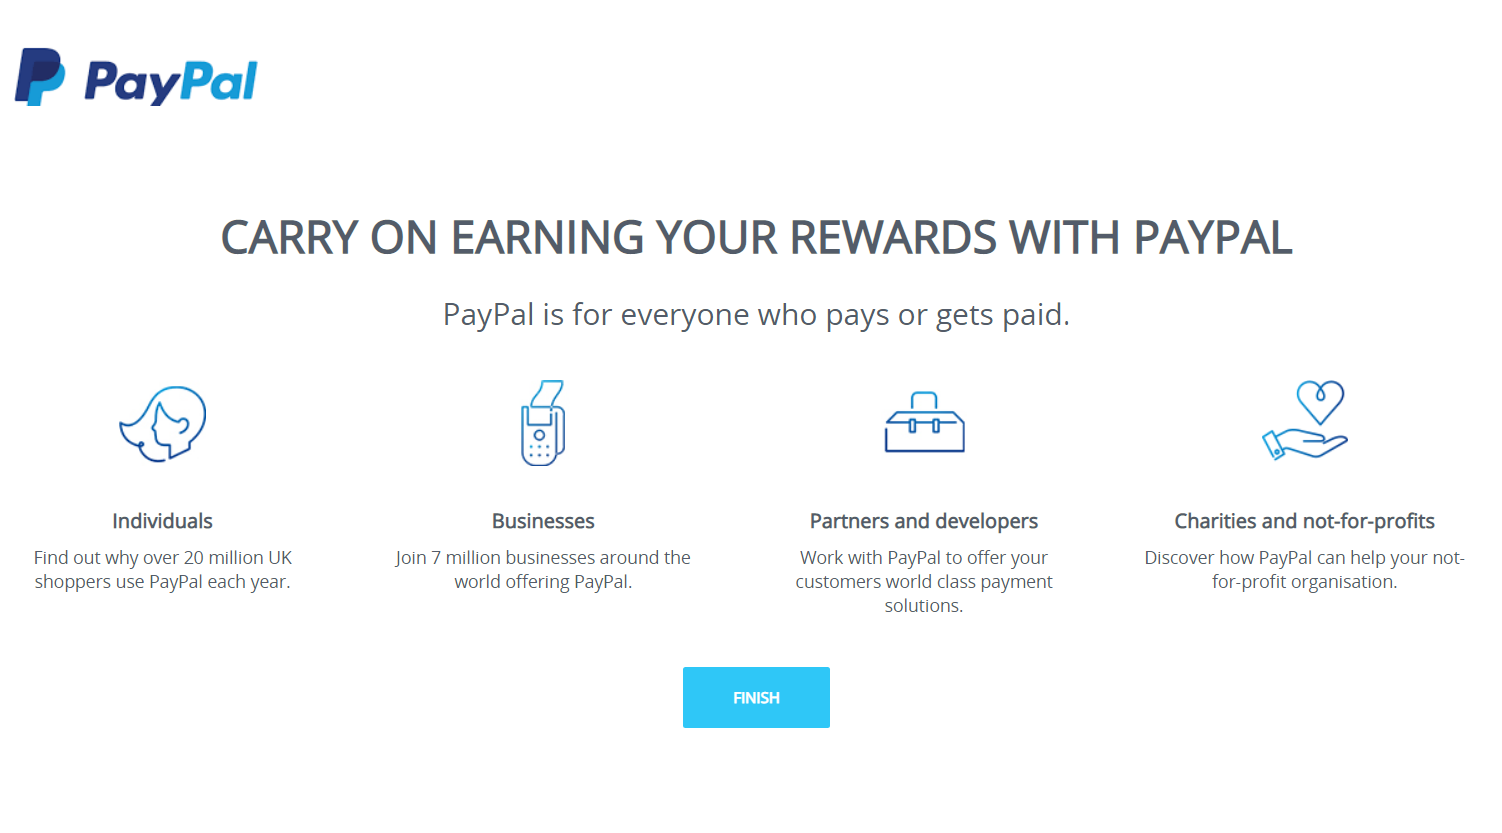 PayPal
CARRY ON EARNING YOUR REWARDS WITH PAYPAL
PayPal is for everyone who pays or gets paid.
Individuals
Find out why over 20 million UK
shoppers use PayPal each year.
Businesses
Join 7 million businesses around the
world offering PayPal.
Partners and developers
Work with PayPal to offer your
customers world class payment
solutions.
Charities and not-for-profits
Discover how PayPal can help your not-
for-profit organisation.
FINISH